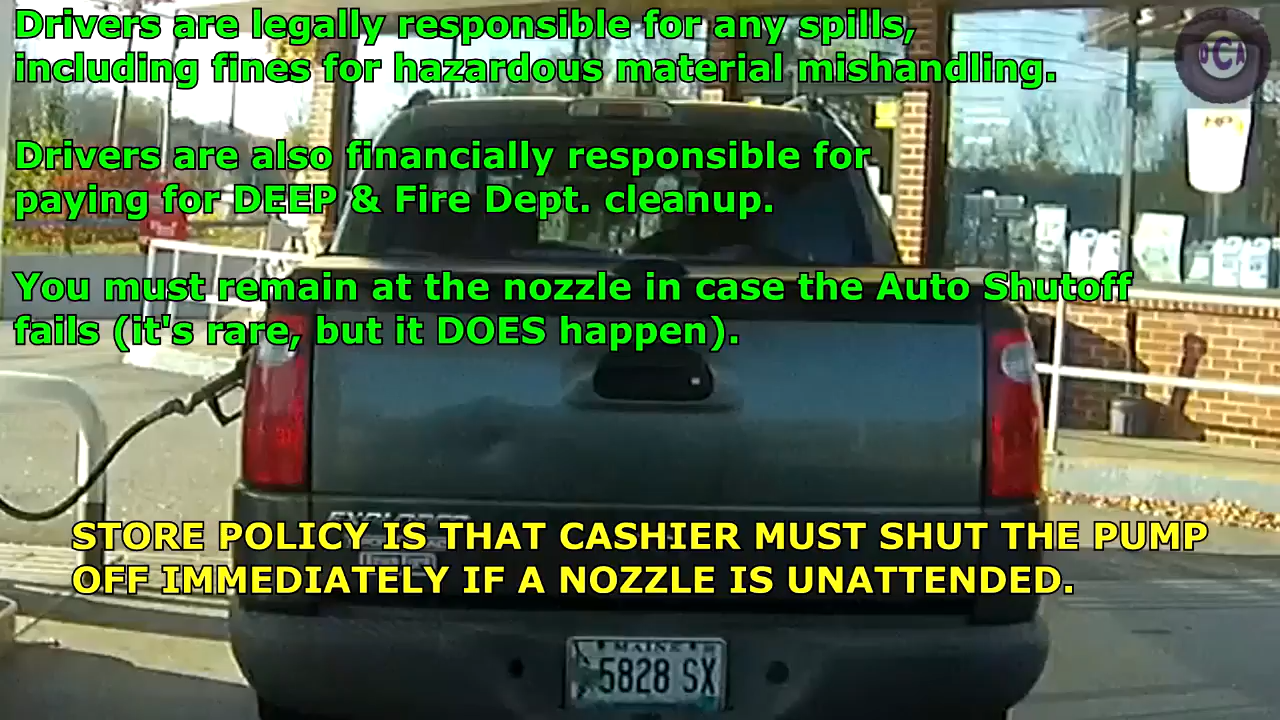 Drivers are legally responsible for any spills,
including fines for hazardous material mishandling.
Drivers are also financially responsible for
paying for DEEP & Fire Dept. cleanup.
You must remain at the nozzle in case the Auto Shutoff
fails (it's rare, but it DOES happen).
STORE POLICY IS THAT CASHIER MUST SHUT THE PUMP
OFF IMMEDIATELY IF A NOZZLE IS UNATTENDED.
DCA
EXPLORER
MAINE
5828 SX